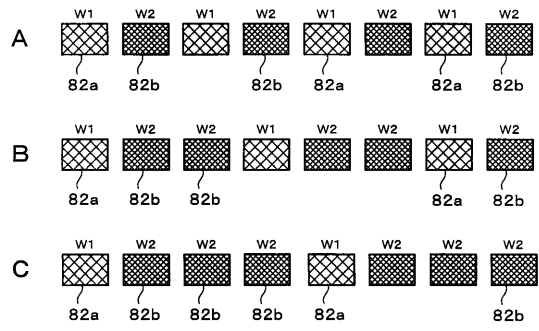 W1 W2 W1 W2 W1 W2 W1 W2
A
82a 82b 82b 82a 82a 82b
W1 W2 W2 W1 W2 W2 W1 W2
B
82a 82b 82b 82a 82b
W1 W2 W2 W2 W1 W2 W2 W2
C
82a 82b 82b 82b 82a 82b